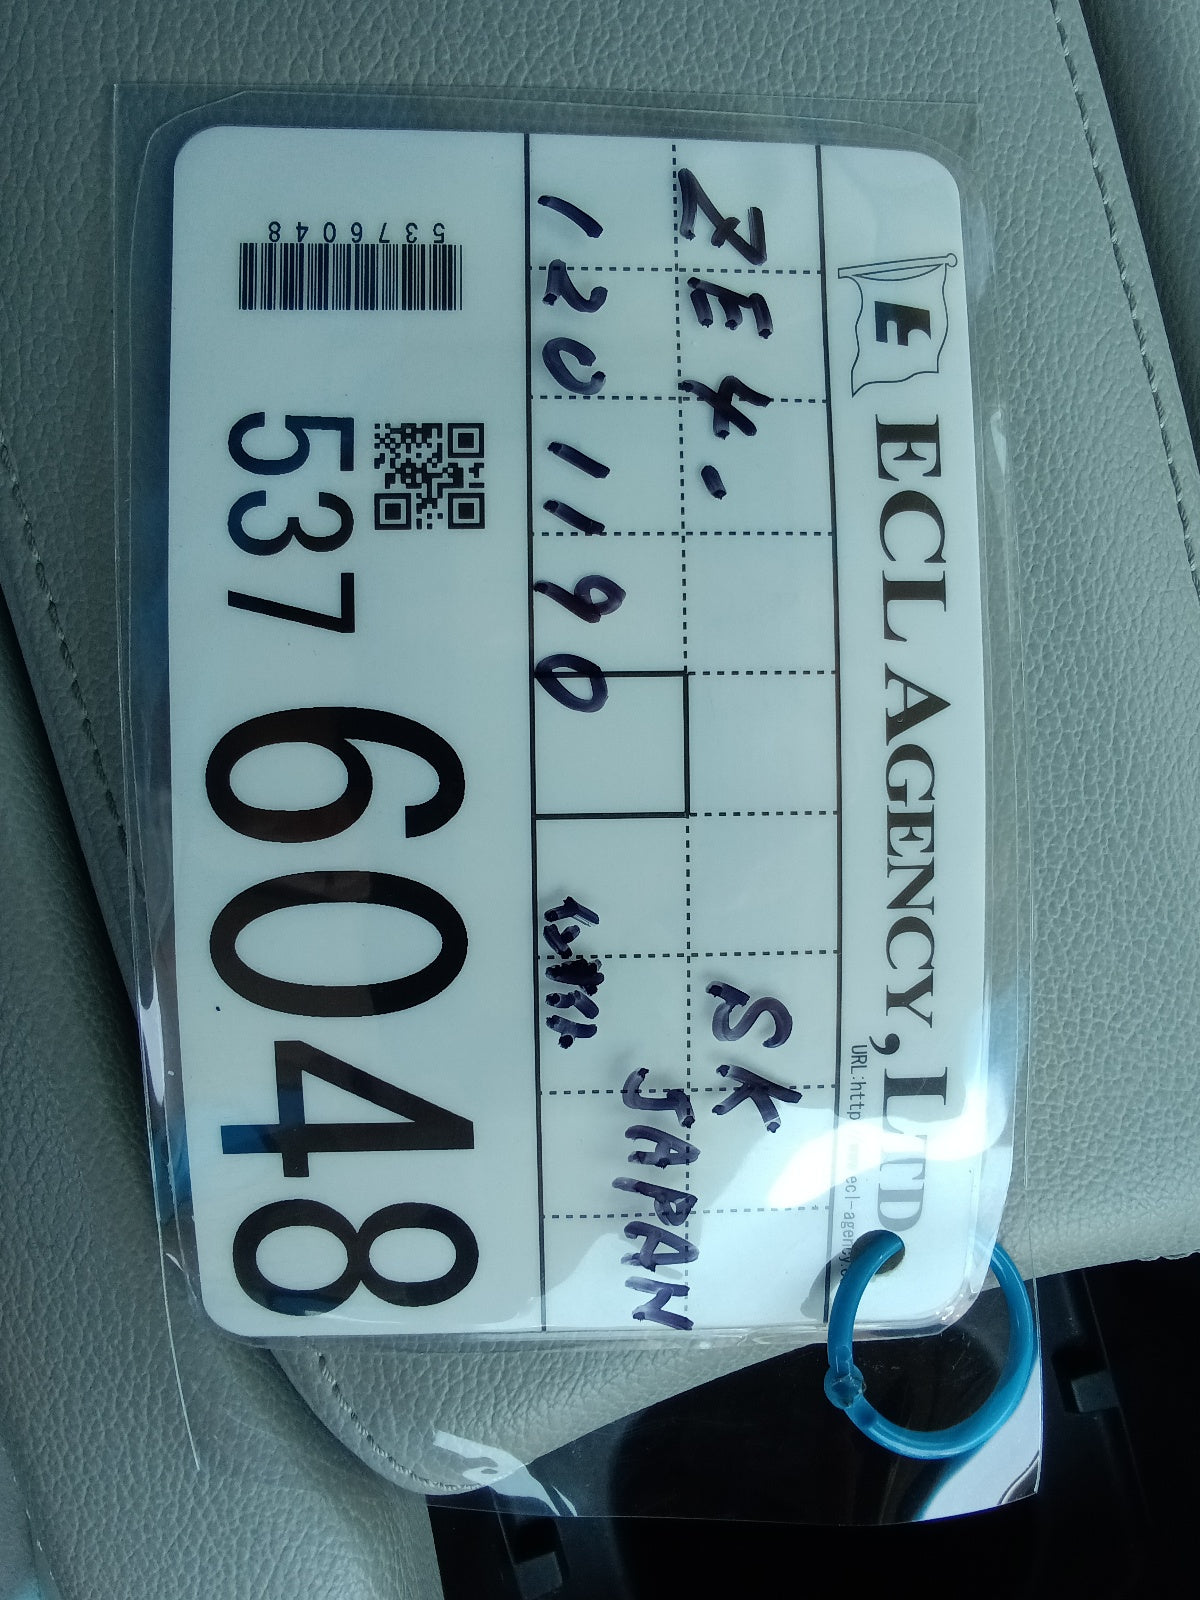 E ECL AGENCY, LTD
URL:http ecl-agency
ZE4- SK
JAPAN
1201190
5376048
537 6048